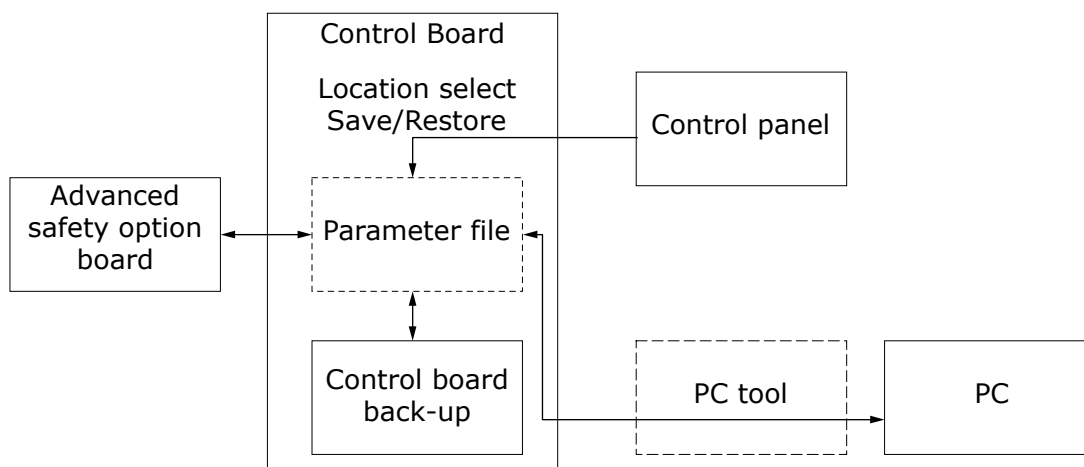 Control Board
Location select
Save/Restore
Control panel
Advanced
safety option
board
Parameter file
Control board
back-up
PC tool
PC